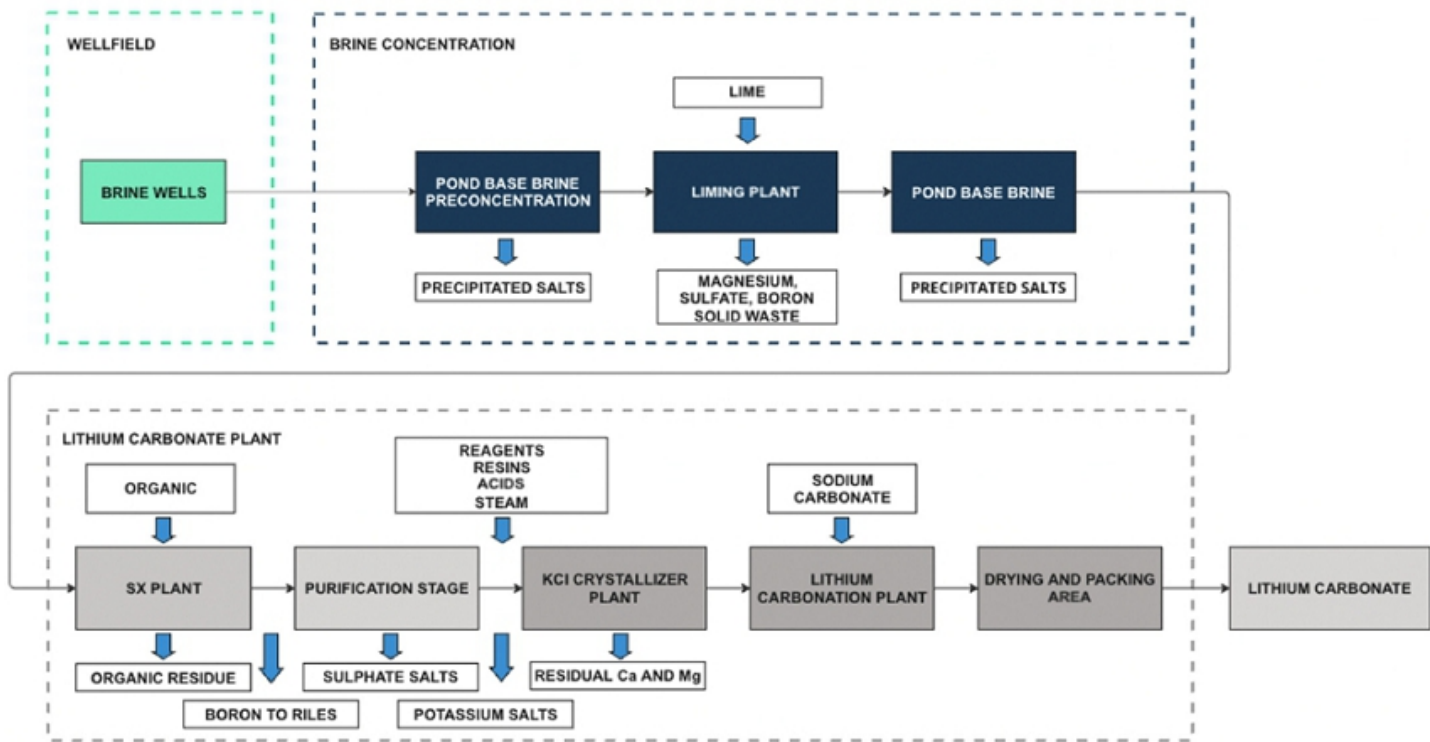 WELLFIELD
BRINE CONCENTRATION
LIME
BRINE WELLS
POND BASE BRINE
PRECONCENTRATION
LIMING PLANT
POND BASE BRINE
PRECIPITATED SALTS
MAGNESIUM,
SULFATE, BORON
SOLID WASTE
PRECIPITATED SALTS
LITHIUM CARBONATE PLANT
ORGANIC
REAGENTS
RESINS
ACIDS
STEAM
SODIUM
CARBONATE
SX PLANT
PURIFICATION STAGE
KCI CRYSTALLIZER
PLANT
LITHIUM
CARBONATION PLANT
DRYING AND PACKING
AREA
LITHIUM CARBONATE
ORGANIC RESIDUE
SULPHATE SALTS
RESIDUAL Ca AND Mg
BORON TO RILES
POTASSIUM SALTS